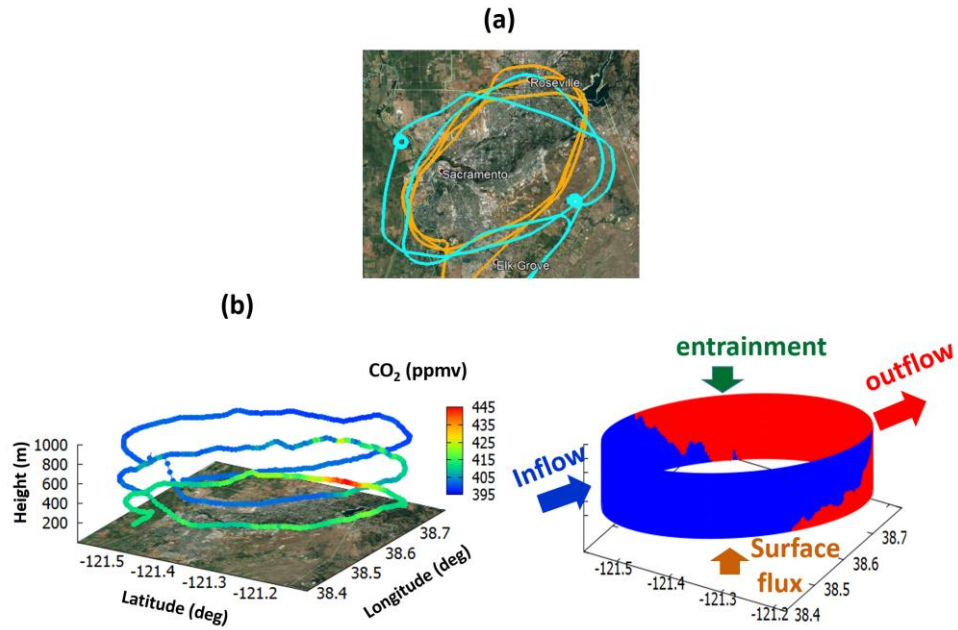 (a)
Roseville
Sacramento
Elk Grove
(b)
CO₂ (ppmv)
445
435
425
415
405
395
Height (m)
1000
800
600
400
200
-121.5
-121.4
-121.3
-121.2
Latitude (deg)
38.4
38.5
38.6
38.7
Longitude (deg)
entrainment
outflow
Inflow
Surface
flux
-121.5
-121.4
-121.3
-121.2
38.4
38.5
38.6
38.7